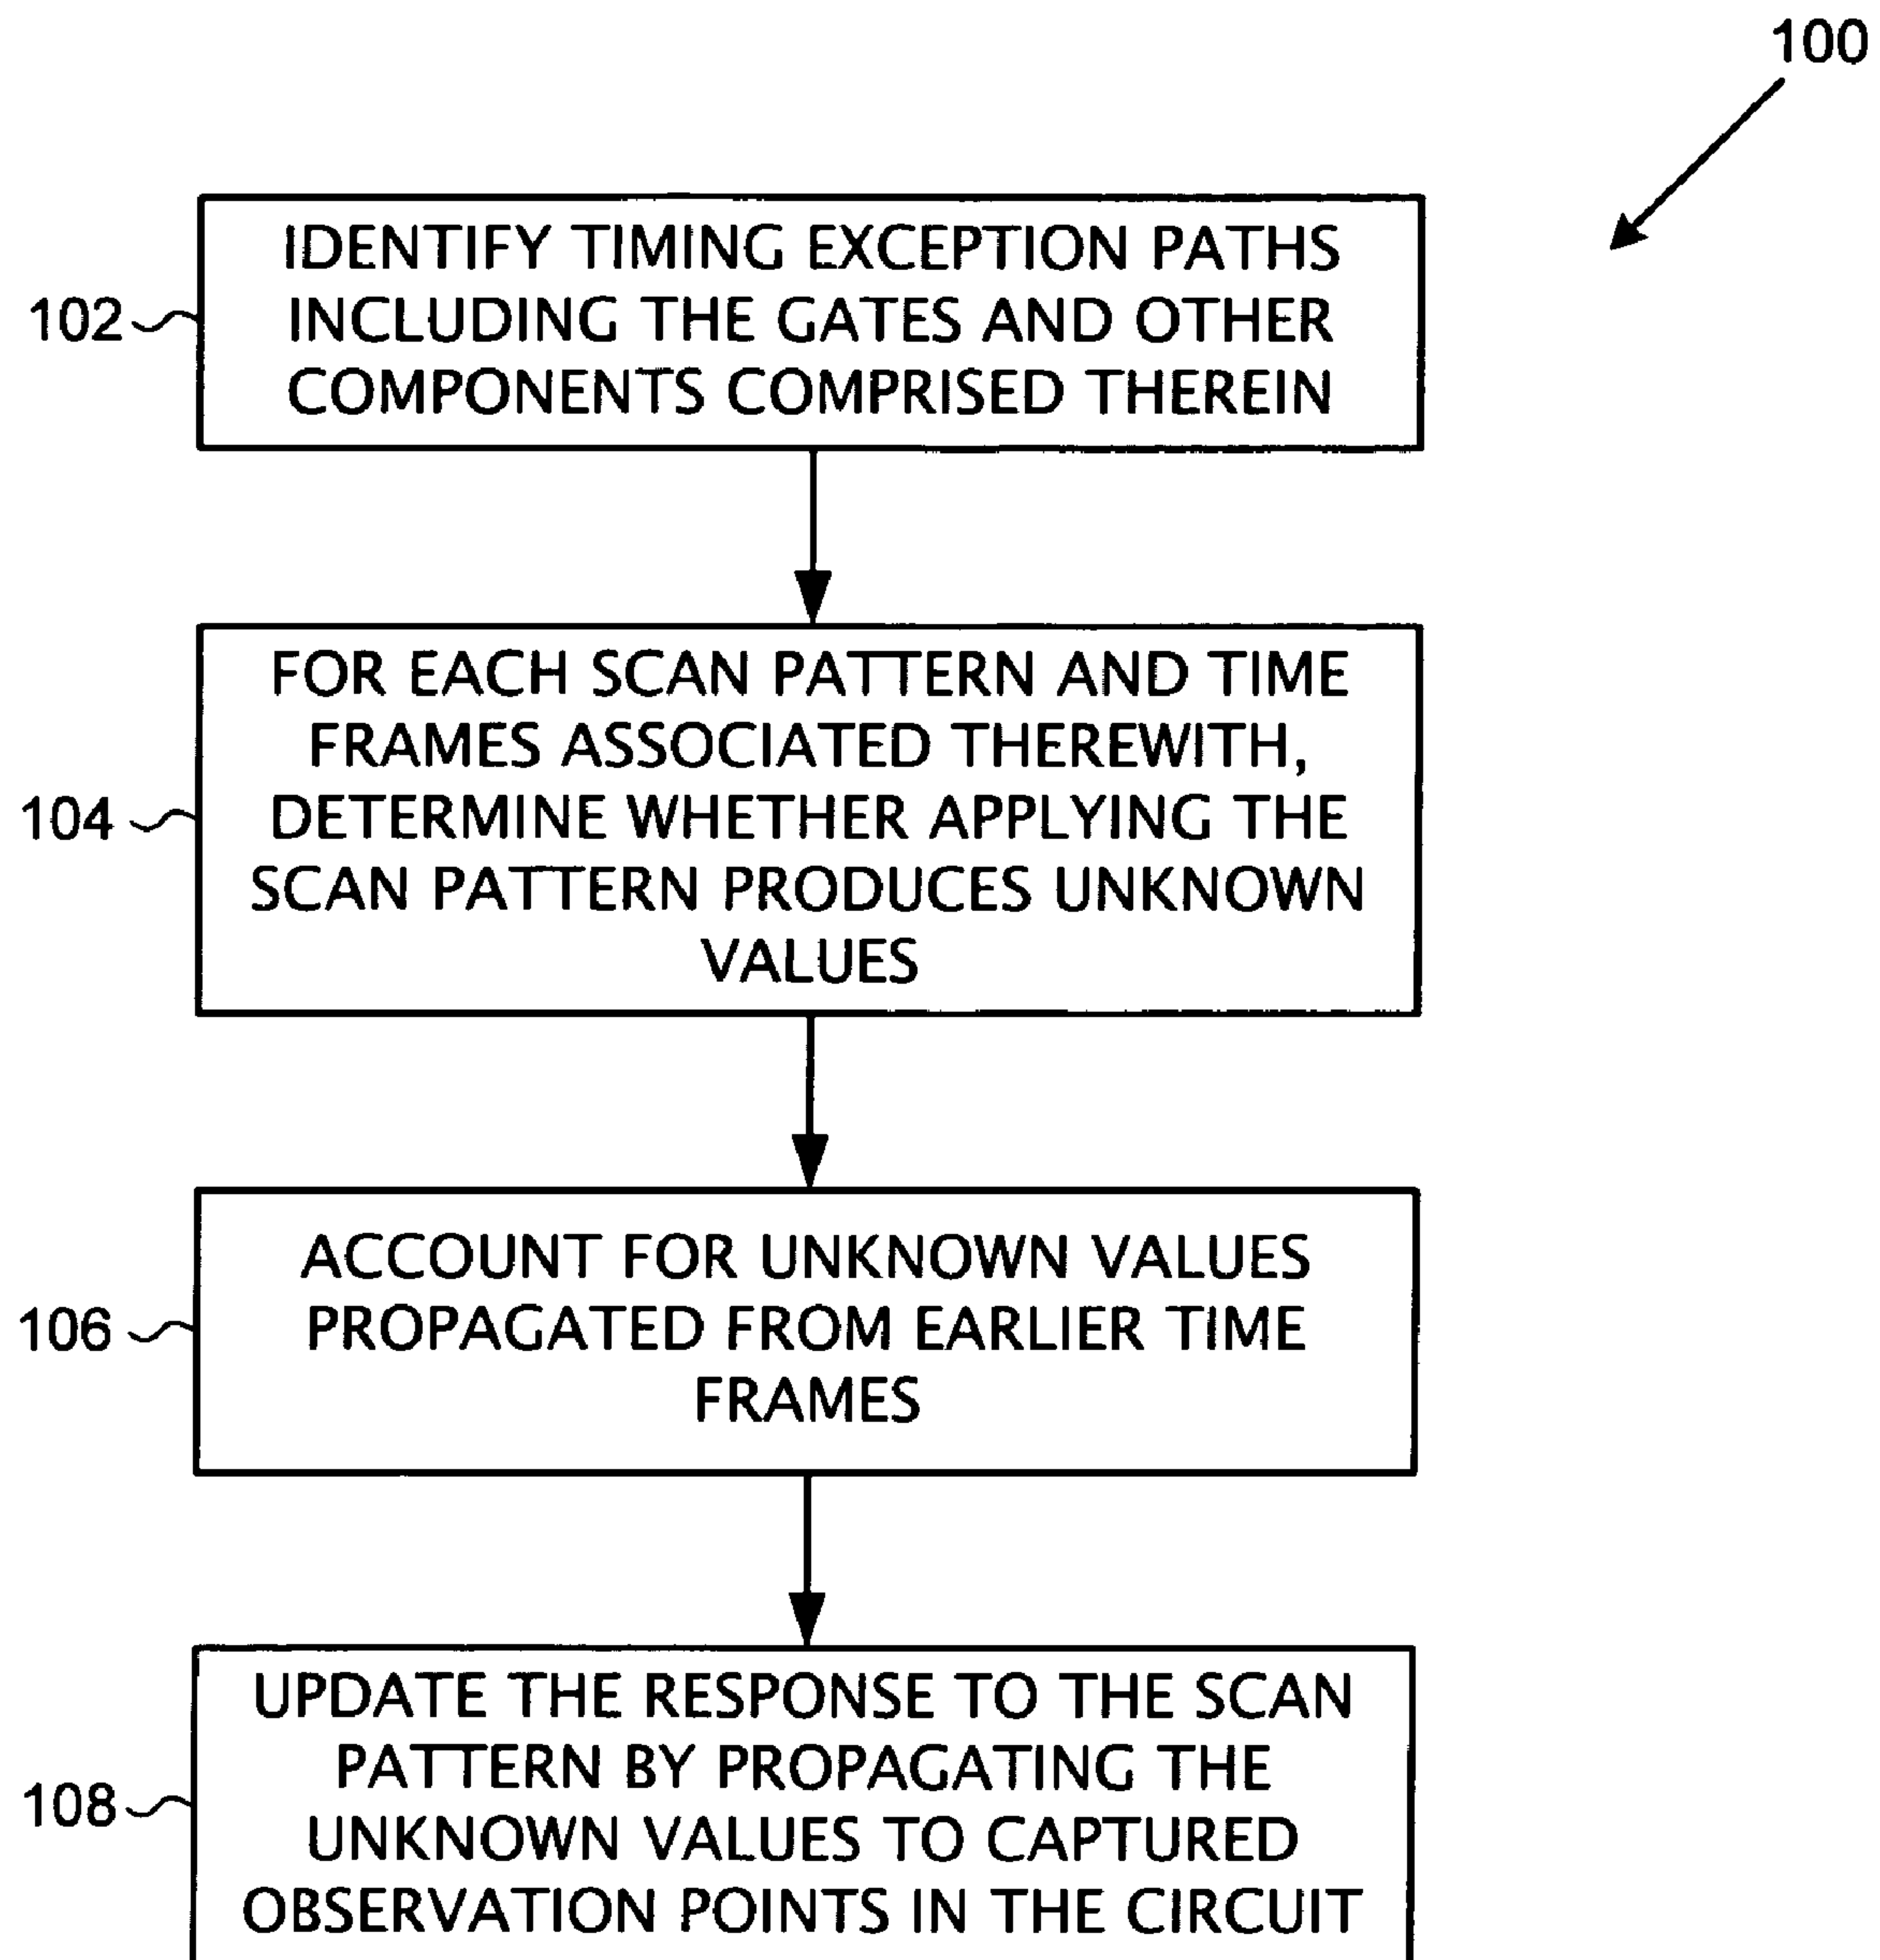 100
IDENTIFY TIMING EXCEPTION PATHS
INCLUDING THE GATES AND OTHER
COMPONENTS COMPRISED THEREIN
102
FOR EACH SCAN PATTERN AND TIME
FRAMES ASSOCIATED THEREWITH,
DETERMINE WHETHER APPLYING THE
SCAN PATTERN PRODUCES UNKNOWN
VALUES
104
ACCOUNT FOR UNKNOWN VALUES
PROPAGATED FROM EARLIER TIME
FRAMES
106
UPDATE THE RESPONSE TO THE SCAN
PATTERN BY PROPAGATING THE
UNKNOWN VALUES TO CAPTURED
OBSERVATION POINTS IN THE CIRCUIT
108